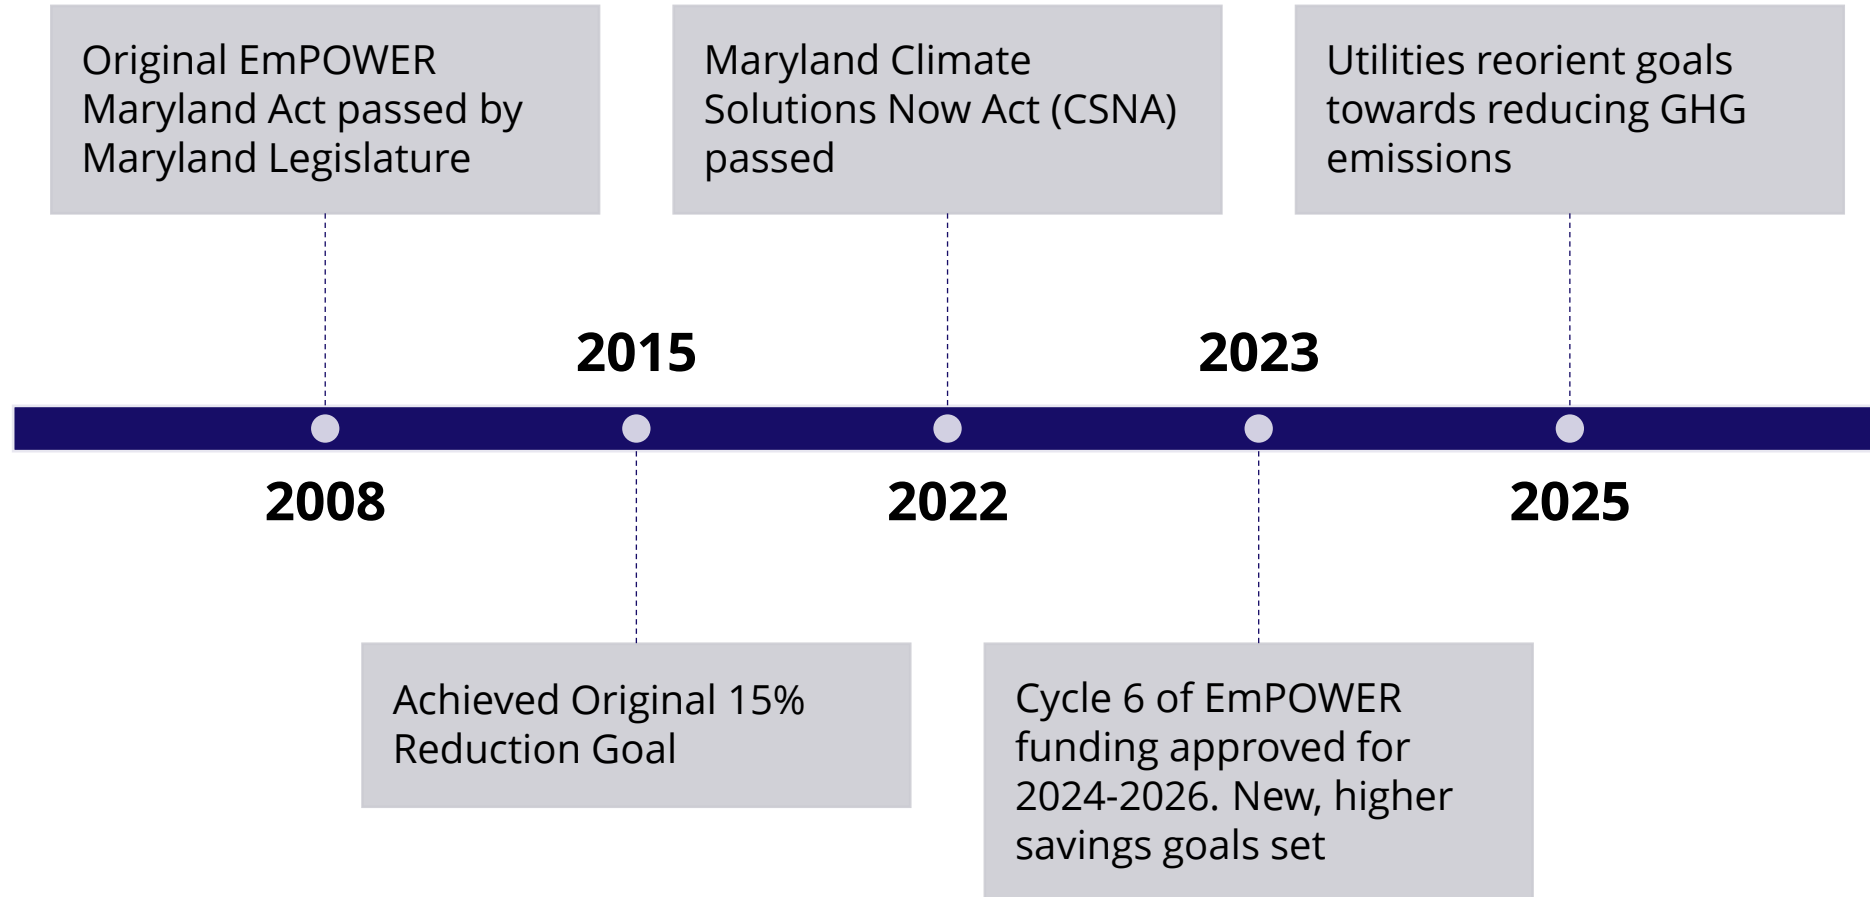 Original EmPOWER
Maryland Act passed by
Maryland Legislature
Maryland Climate
Solutions Now Act (CSNA)
passed
Utilities reorient goals
towards reducing GHG
emissions
2015
2023
2008
2022
2025
Achieved Original 15%
Reduction Goal
Cycle 6 of EmPOWER
funding approved for
2024-2026. New, higher
savings goals set